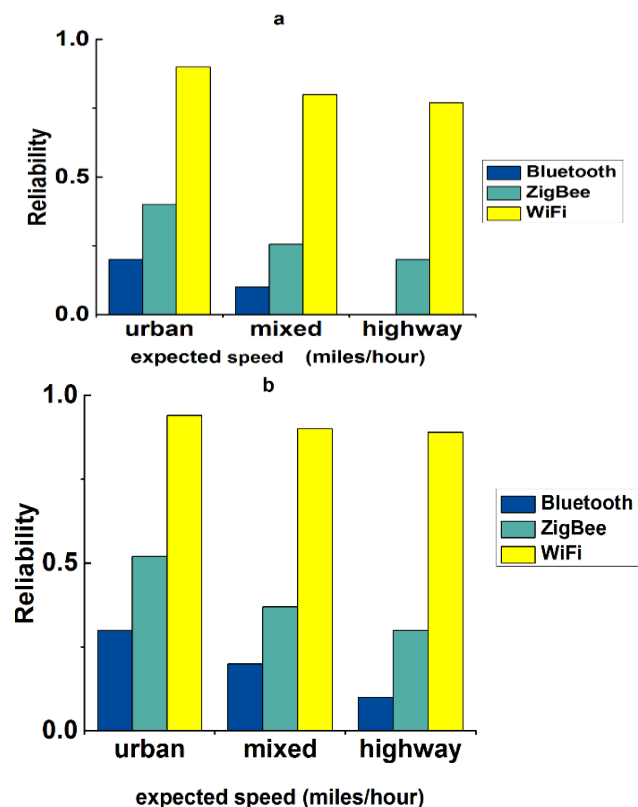 a
1.0
0.5
0.0
Reliability
urban mixed highway
expected speed (miles/hour)
Bluetooth
ZigBee
WiFi
b
1.0
0.5
0.0
Reliability
urban mixed highway
expected speed (miles/hour)
Bluetooth
ZigBee
WiFi